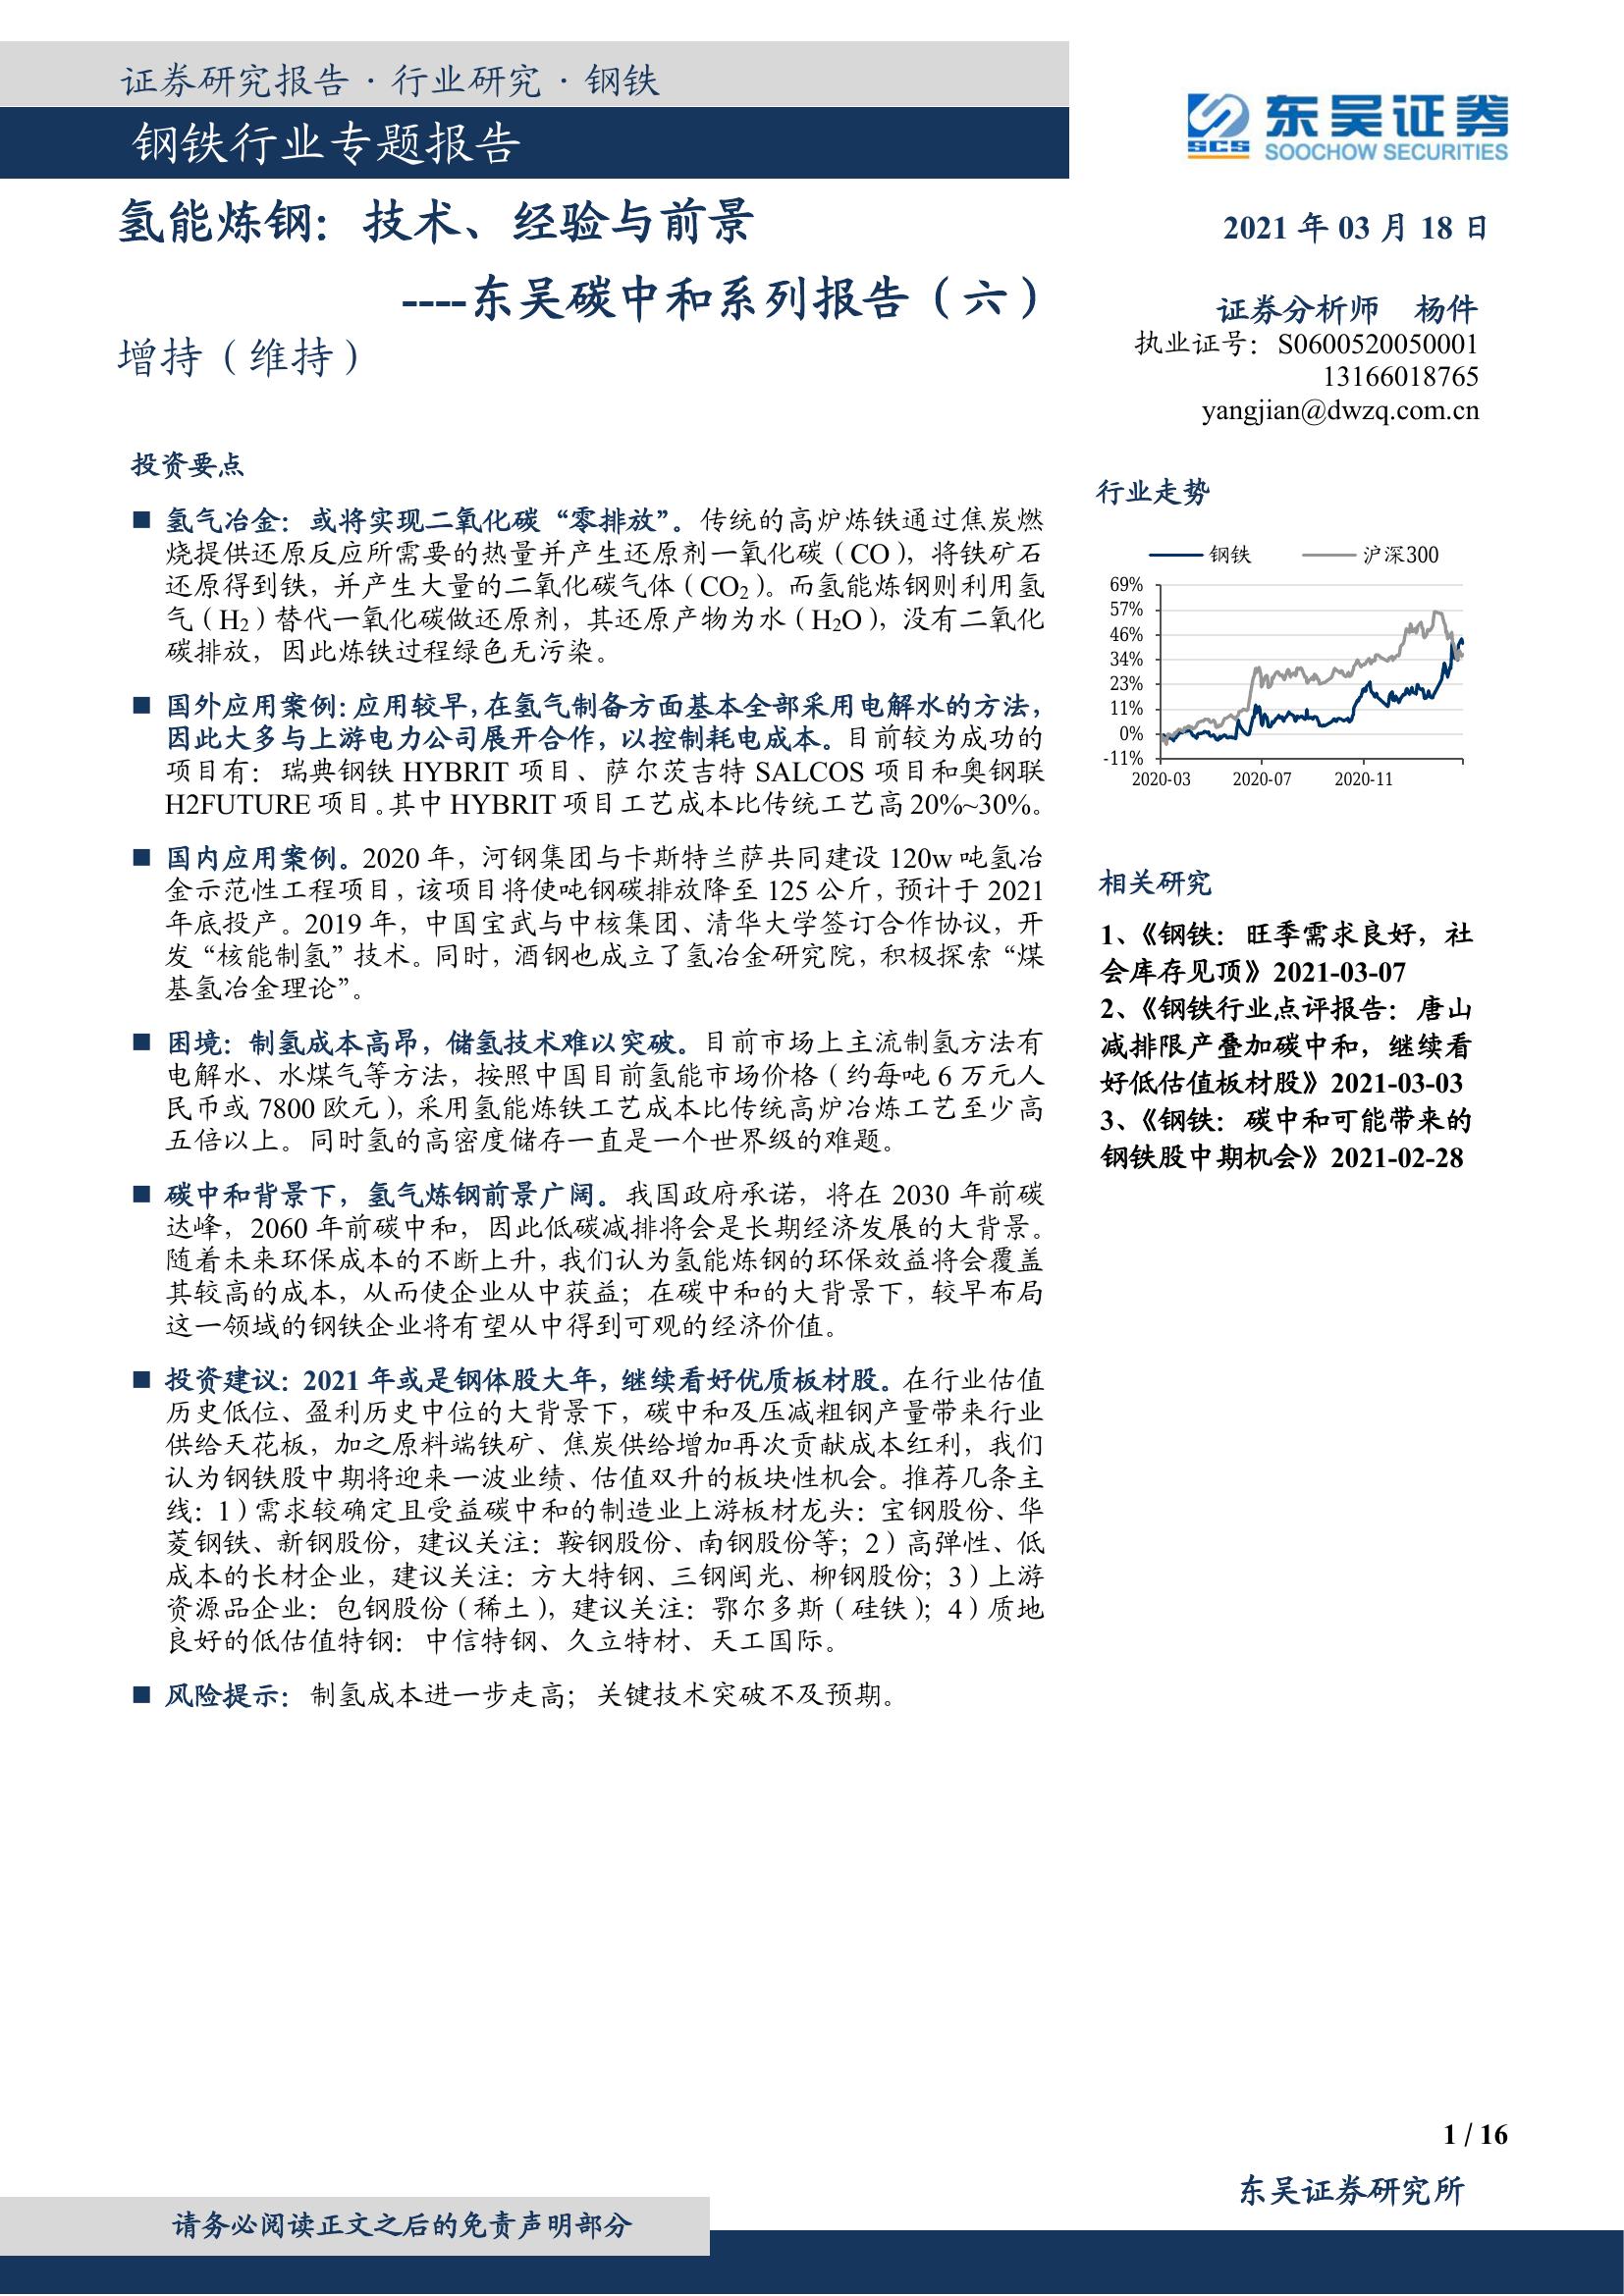 证券研究报告 · 行业研究 · 钢铁
钢铁行业专题报告
SCS 东吴证券
SOOCHOW SECURITIES
氢能炼钢：技术、经验与前景
----东吴碳中和系列报告（六）
增持（维持）
2021 年 03 月 18 日
证券分析师 杨件
执业证号：S0600520050001
13166018765
yangjian@dwzq.com.cn
投资要点
■ 氢气冶金：或将实现二氧化碳“零排放”。传统的高炉炼铁通过焦炭燃
烧提供还原反应所需要的热量并产生还原剂一氧化碳（CO），将铁矿石
还原得到铁，并产生大量的二氧化碳气体（CO₂）。而氢能炼钢则利用氢
气（H₂）替代一氧化碳做还原剂，其还原产物为水（H₂O），没有二氧化
碳排放，因此炼铁过程绿色无污染。
■ 国外应用案例：应用较早，在氢气制备方面基本全部采用电解水的方法，
因此大多与上游电力公司展开合作，以控制耗电成本。目前较为成功的
项目有：瑞典钢铁 HYBRIT 项目、萨尔茨吉特 SALCOS 项目和奥钢联
H2FUTURE 项目。其中 HYBRIT 项目工艺成本比传统工艺高 20%~30%。
■ 国内应用案例。2020 年，河钢集团与卡斯特兰萨共同建设 120w 吨氢冶
金示范性工程项目，该项目将使吨钢碳排放降至 125 公斤，预计于 2021
年底投产。2019 年，中国宝武与中核集团、清华大学签订合作协议，开
发“核能制氢”技术。同时，酒钢也成立了氢冶金研究院，积极探索“煤
基氢冶金理论”。
■ 困境：制氢成本高昂，储氢技术难以突破。目前市场上主流制氢方法有
电解水、水煤气等方法，按照中国目前氢能市场价格（约每吨 6 万元人
民币或 7800 欧元），采用氢能炼铁工艺成本比传统高炉冶炼工艺至少高
五倍以上。同时氢的高密度储存一直是一个世界级的难题。
■ 碳中和背景下，氢气炼钢前景广阔。我国政府承诺，将在 2030 年前碳
达峰，2060 年前碳中和，因此低碳减排将会是长期经济发展的大背景。
随着未来环保成本的不断上升，我们认为氢能炼钢的环保效益将会覆盖
其较高的成本，从而使企业从中获益；在碳中和的大背景下，较早布局
这一领域的钢铁企业将有望从中得到可观的经济价值。
■ 投资建议：2021 年或是钢体股大年，继续看好优质板材股。在行业估值
历史低位、盈利历史中位的大背景下，碳中和及压减粗钢产量带来行业
供给天花板，加之原料端铁矿、焦炭供给增加再次贡献成本红利，我们
认为钢铁股中期将迎来一波业绩、估值双升的板块性机会。推荐几条主
线：1）需求较确定且受益碳中和的制造业上游板材龙头：宝钢股份、华
菱钢铁、新钢股份，建议关注：鞍钢股份、南钢股份等；2）高弹性、低
成本的长材企业，建议关注：方大特钢、三钢闽光、柳钢股份；3）上游
资源品企业：包钢股份（稀土），建议关注：鄂尔多斯（硅铁）；4）质地
良好的低估值特钢：中信特钢、久立特材、天工国际。
■ 风险提示：制氢成本进一步走高；关键技术突破不及预期。
行业走势
钢铁 沪深300
69%
57%
46%
34%
23%
11%
0%
-11%
2020-03 2020-07 2020-11
相关研究
1、《钢铁：旺季需求良好，社
会库存见顶》2021-03-07
2、《钢铁行业点评报告：唐山
减排限产叠加碳中和，继续看
好低估值板材股》2021-03-03
3、《钢铁：碳中和可能带来的
钢铁股中期机会》2021-02-28
1 / 16
东吴证券研究所
请务必阅读正文之后的免责声明部分